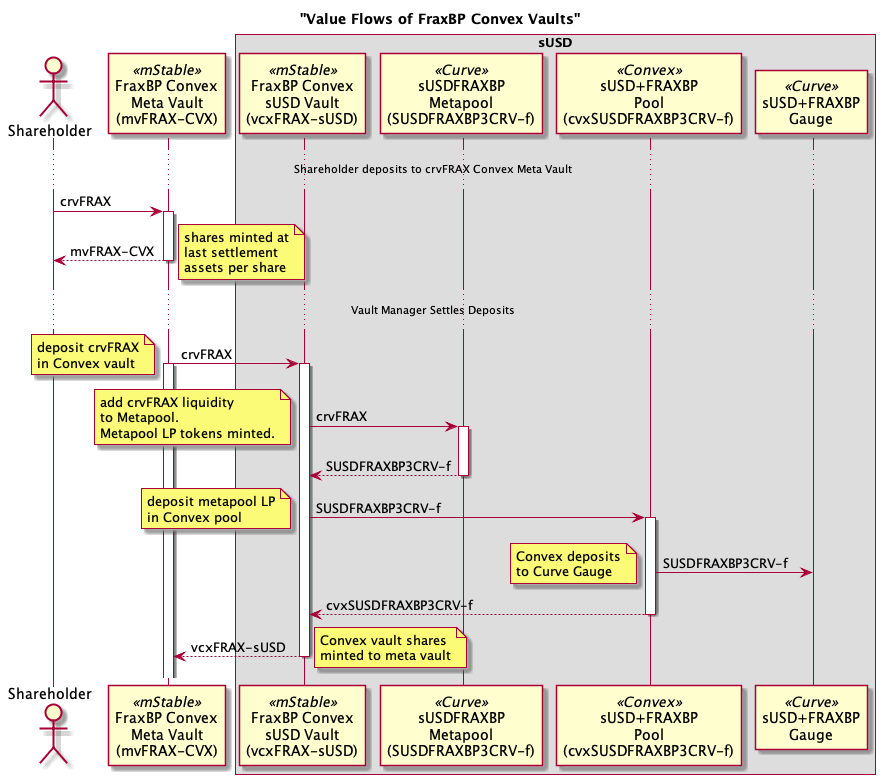 "Value Flows of FraxBP Convex Vaults"
sUSD
Shareholder
«mStable»
FraxBP Convex
Meta Vault
(mvFRAX-CVX)
«mStable»
FraxBP Convex
sUSD Vault
(vcxFRAX-sUSD)
«Curve»
sUSDFRAXBP
Metapool
(SUSDFRAXBP3CRV-f)
«Convex»
sUSD+FRAXBP
Pool
(cvxSUSDFRAXBP3CRV-f)
«Curve»
sUSD+FRAXBP
Gauge
Shareholder deposits to crvFRAX Convex Meta Vault
crvFRAX
shares minted at
last settlement
assets per share
mvFRAX-CVX
Vault Manager Settles Deposits
deposit crvFRAX
in Convex vault
crvFRAX
add crvFRAX liquidity
to Metapool.
Metapool LP tokens minted.
crvFRAX
SUSDFRAXBP3CRV-f
deposit metapool LP
in Convex pool
SUSDFRAXBP3CRV-f
Convex deposits
to Curve Gauge
SUSDFRAXBP3CRV-f
cvxSUSDFRAXBP3CRV-f
vcxFRAX-sUSD
Convex vault shares
minted to meta vault
Shareholder
«mStable»
FraxBP Convex
Meta Vault
(mvFRAX-CVX)
«mStable»
FraxBP Convex
sUSD Vault
(vcxFRAX-sUSD)
«Curve»
sUSDFRAXBP
Metapool
(SUSDFRAXBP3CRV-f)
«Convex»
sUSD+FRAXBP
Pool
(cvxSUSDFRAXBP3CRV-f)
«Curve»
sUSD+FRAXBP
Gauge